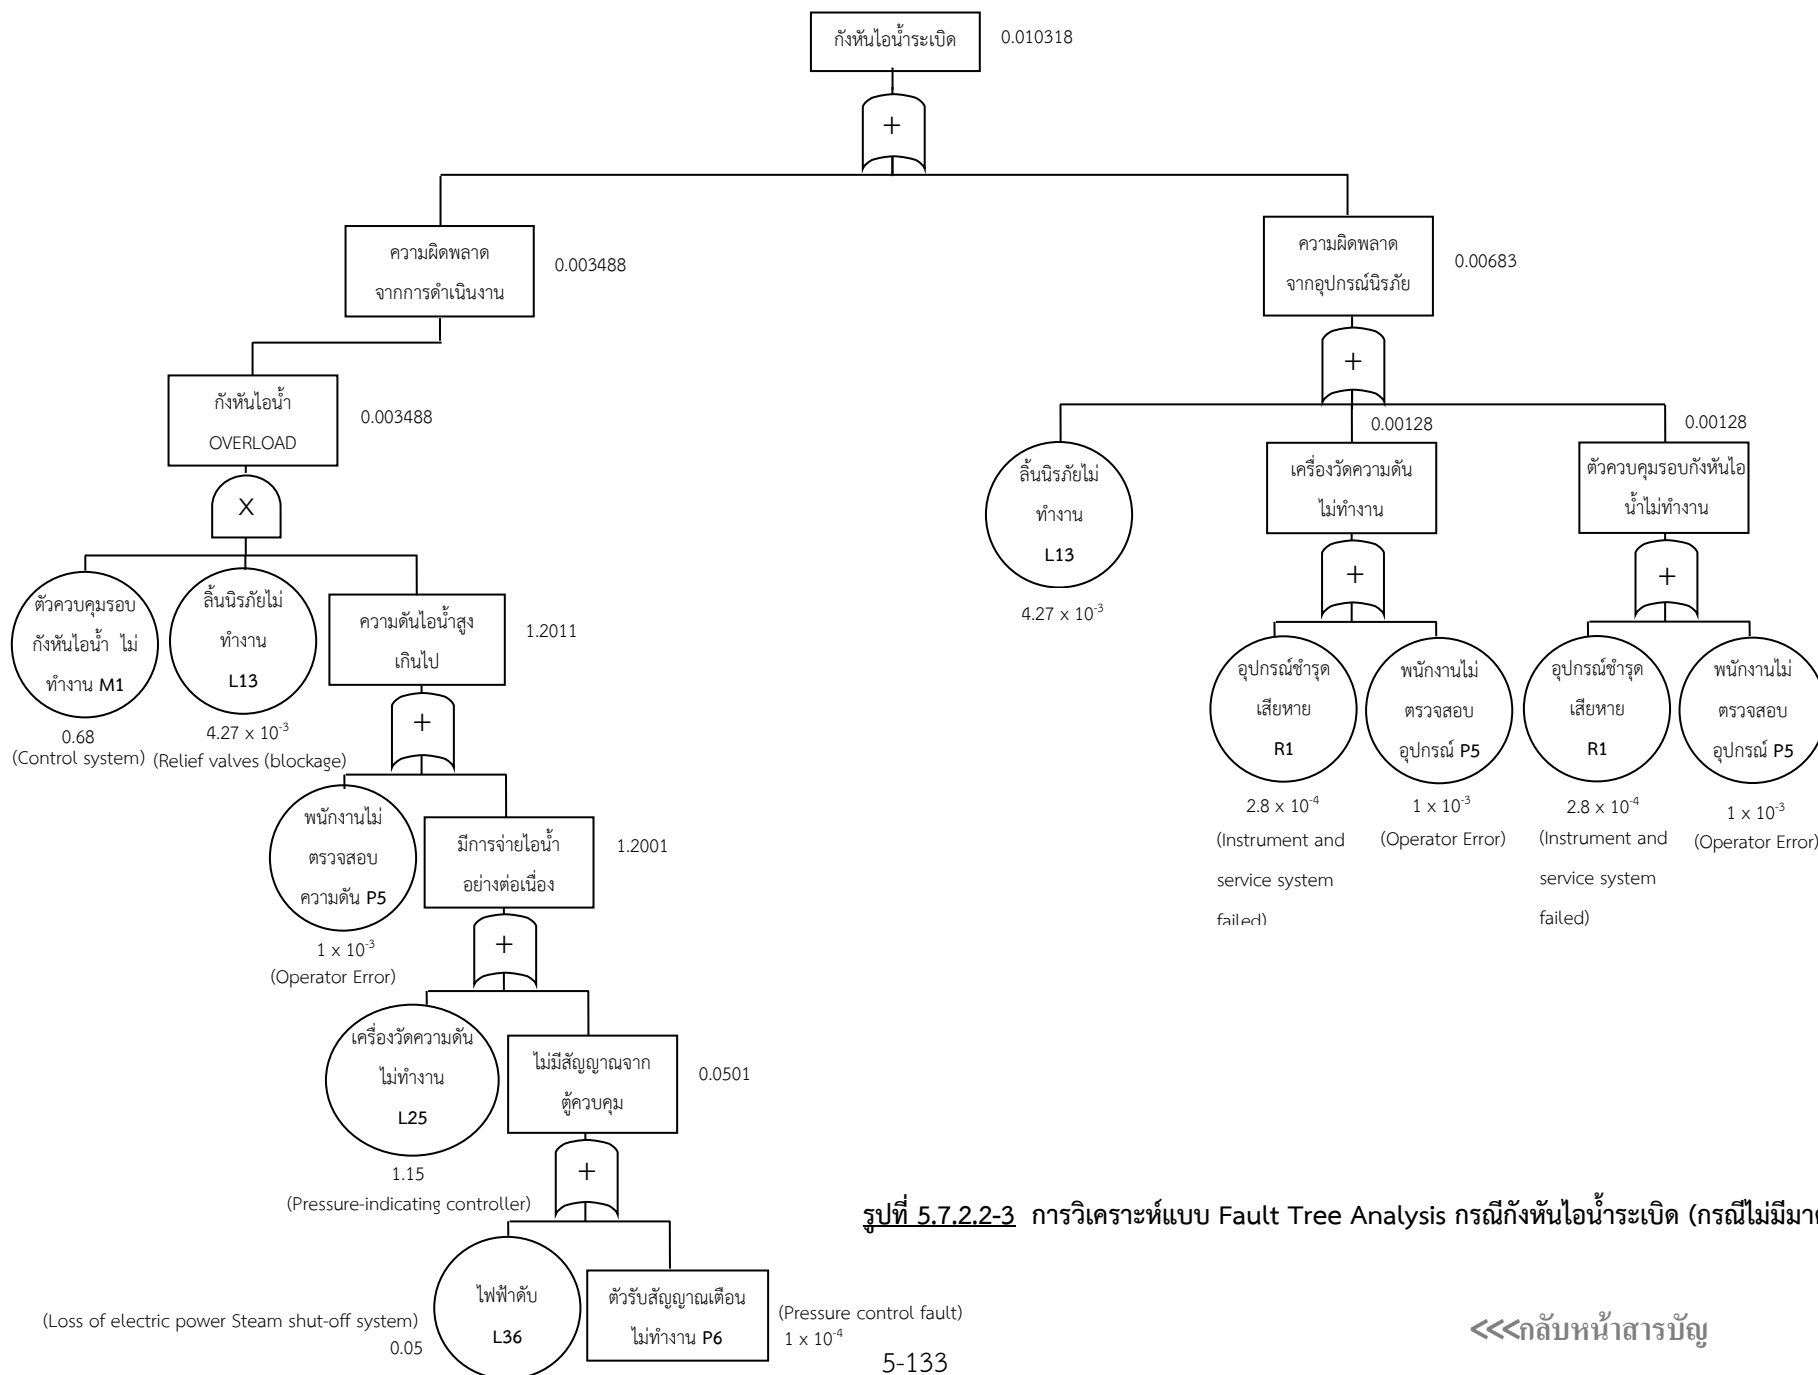 กังหันไอน้ำระเบิด
0.010318
+
ความผิดพลาด
จากการดำเนินงาน
0.003488
ความผิดพลาด
จากอุปกรณ์นิรภัย
0.00683
กังหันไอน้ำ
OVERLOAD
0.003488
+
X
ลิ้นนิรภัยไม่
ทำงาน
L13
4.27 x 10-3
0.00128
เครื่องวัดความดัน
ไม่ทำงาน
0.00128
ตัวควบคุมรอบกังหันไอ
น้ำไม่ทำงาน
+
+
ตัวควบคุมรอบ
กังหันไอน้ำ ไม่
ทำงาน M1
0.68
(Control system)
ลิ้นนิรภัยไม่
ทำงาน
L13
4.27 x 10-3
(Relief valves (blockage)
ความดันไอน้ำสูง
เกินไป
1.2011
+
อุปกรณ์ชำรุด
เสียหาย
R1
2.8 x 10-4
(Instrument and
service system
failed)
พนักงานไม่
ตรวจสอบ
อุปกรณ์ P5
1 x 10-3
(Operator Error)
อุปกรณ์ชำรุด
เสียหาย
R1
2.8 x 10-4
(Instrument and
service system
failed)
พนักงานไม่
ตรวจสอบ
อุปกรณ์ P5
1 x 10-3
(Operator Error)
พนักงานไม่
ตรวจสอบ
ความดัน P5
1 x 10-3
(Operator Error)
มีการจ่ายไอน้ำ
อย่างต่อเนื่อง
1.2001
+
เครื่องวัดความดัน
ไม่ทำงาน
L25
1.15
(Pressure-indicating controller)
ไม่มีสัญญาณจาก
ตู้ควบคุม
0.0501
+
ไฟฟ้าดับ
L36
(Loss of electric power Steam shut-off system)
0.05
ตัวรับสัญญาณเตือน
ไม่ทำงาน P6
(Pressure control fault)
1 x 10-4
รูปที่ 5.7.2.2-3 การวิเคราะห์แบบ Fault Tree Analysis กรณีกังหันไอน้ำระเบิด (กรณีไม่มีมาต
<<<กลับหน้าสารบัญ
5-133